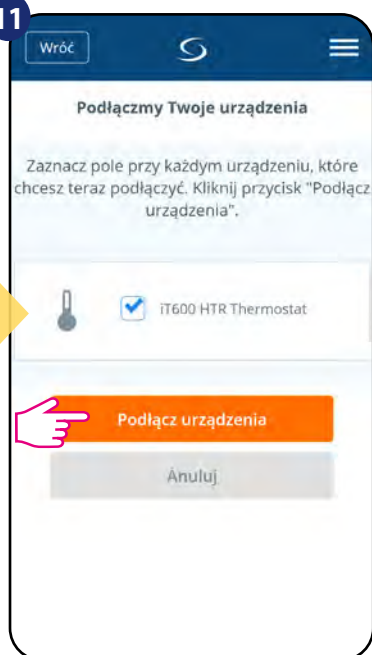 11
Wróć
Podłączmy Twoje urządzenia
Zaznacz pole przy każdym urządzeniu, które
chcesz teraz podłączyć. Kliknij przycisk "Podłącz
urządzenia".
iT600 HTR Thermostat
Podłącz urządzenia
Anuluj